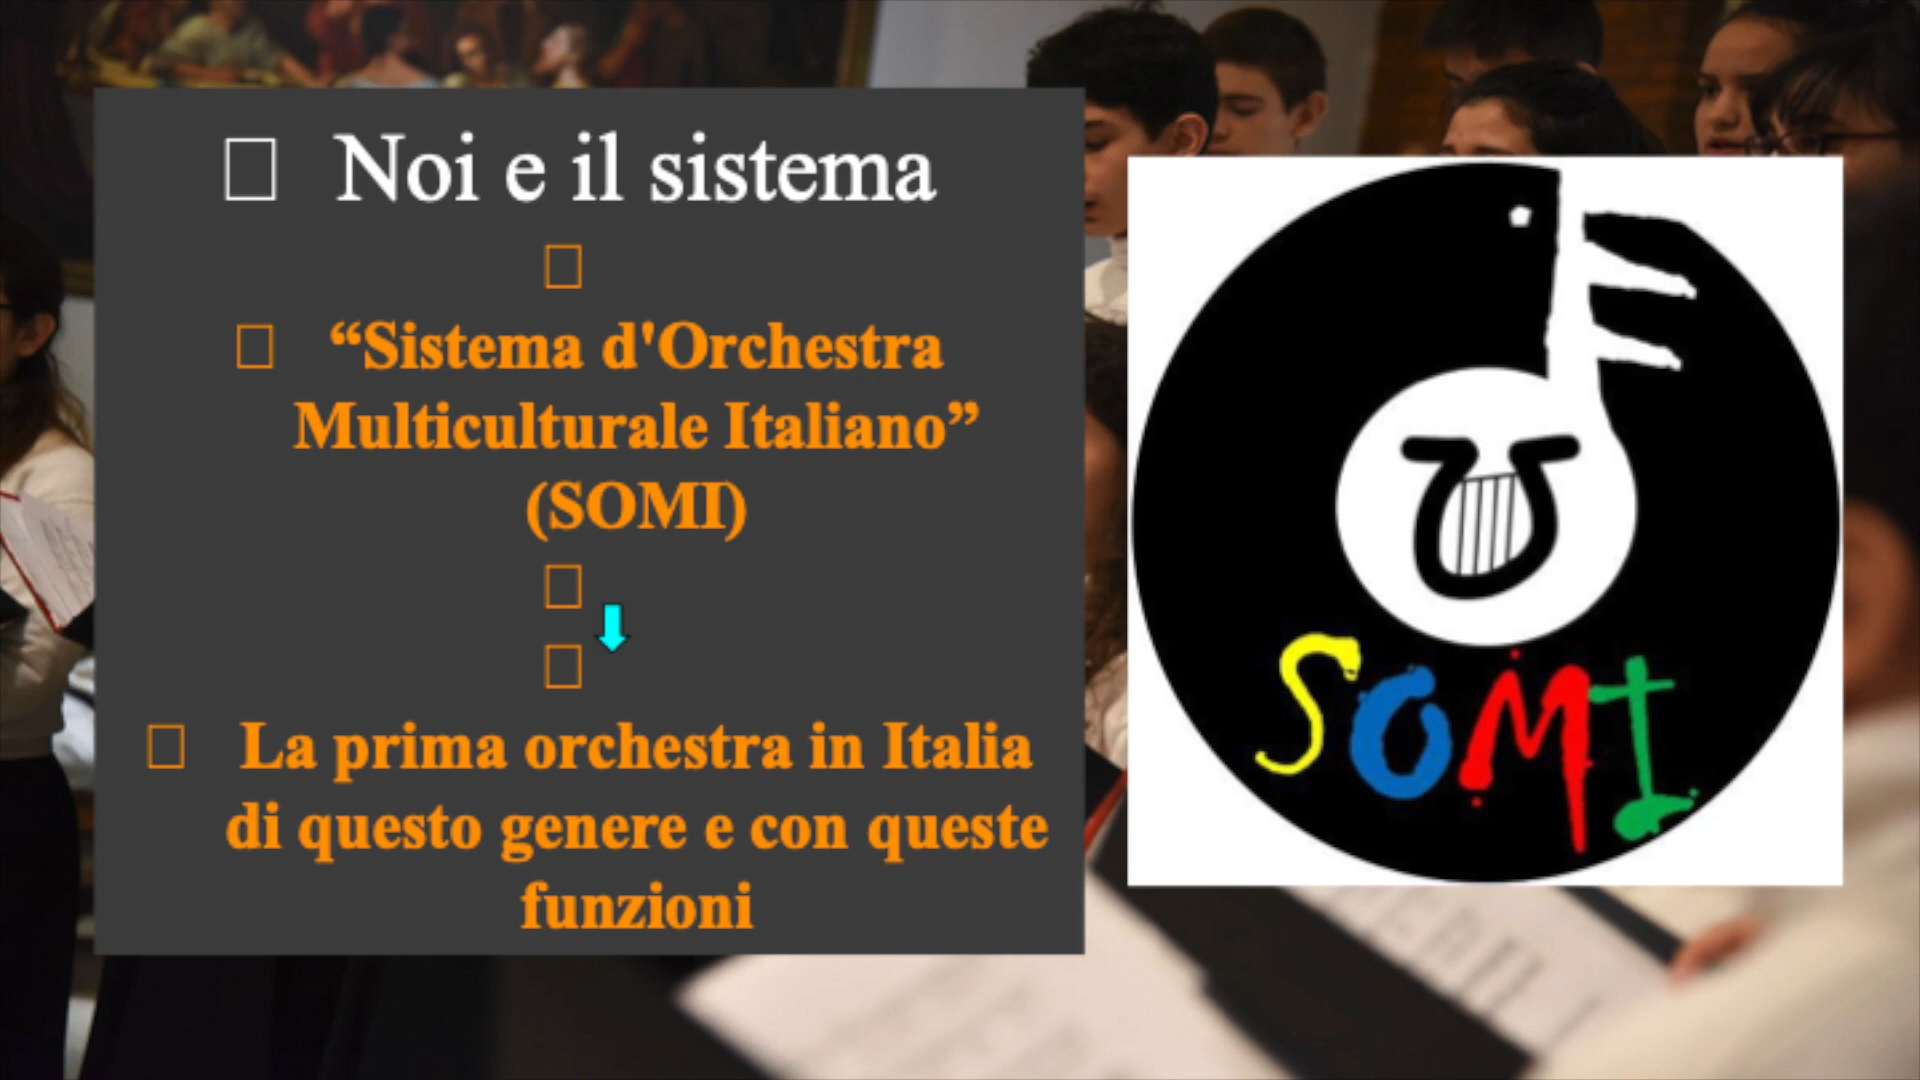 Noi e il sistema
“Sistema d'Orchestra
Multiculturale Italiano”
(SOMI)
La prima orchestra in Italia
di questo genere e con queste
funzioni
SOMI